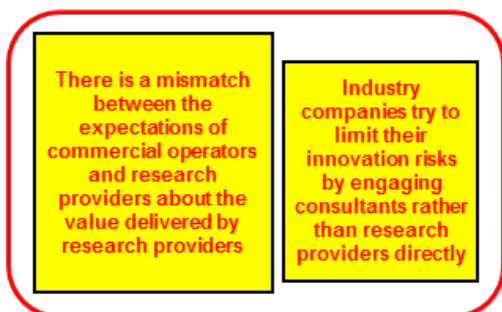 There is a mismatch
between the
expectations of
commercial operators
and research
providers about the
value delivered by
research providers
Industry
companies try to
limit their
innovation risks
by engaging
consultants rather
than research
providers directly